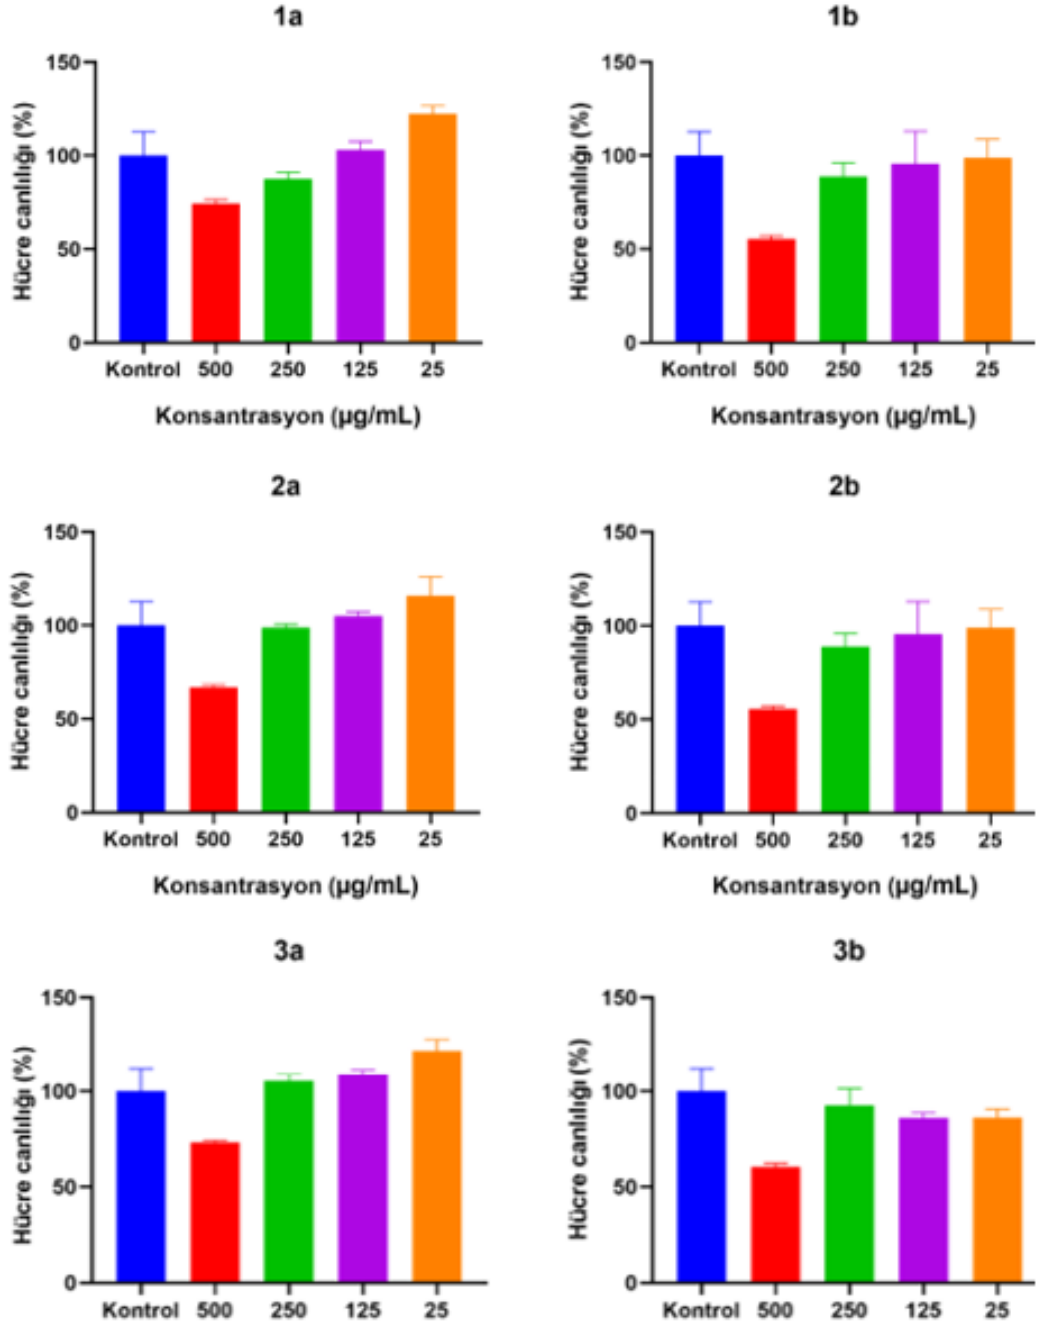 1a
150
100
50
0
Hücre canlılığı (%)
Kontrol 500 250 125 25
Konsantrasyon (µg/mL)
1b
150
100
50
0
Hücre canlılığı (%)
Kontrol 500 250 125 25
Konsantrasyon (µg/mL)
2a
150
100
50
0
Hücre canlılığı (%)
Kontrol 500 250 125 25
Konsantrasyon (µg/mL)
2b
150
100
50
0
Hücre canlılığı (%)
Kontrol 500 250 125 25
Konsantrasyon (µg/mL)
3a
150
100
50
0
Hücre canlılığı (%)
Kontrol 500 250 125 25
3b
150
100
50
0
Hücre canlılığı (%)
Kontrol 500 250 125 25